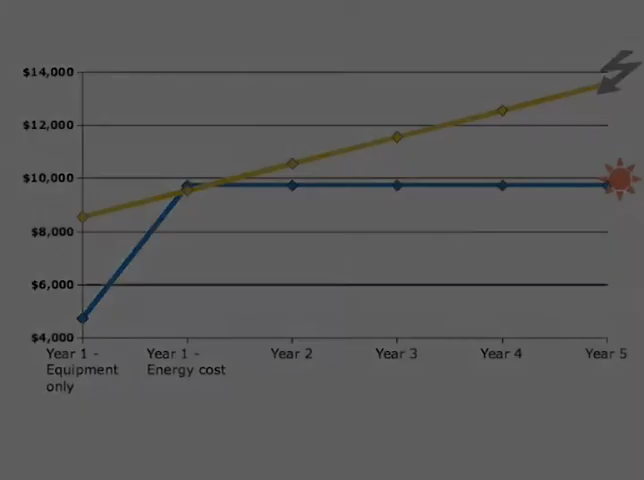 $14,000
$12,000
$10,000
$8,000
$6,000
$4,000
Year 1 -
Equipment
only
Year 1 -
Energy cost
Year 2
Year 3
Year 4
Year 5